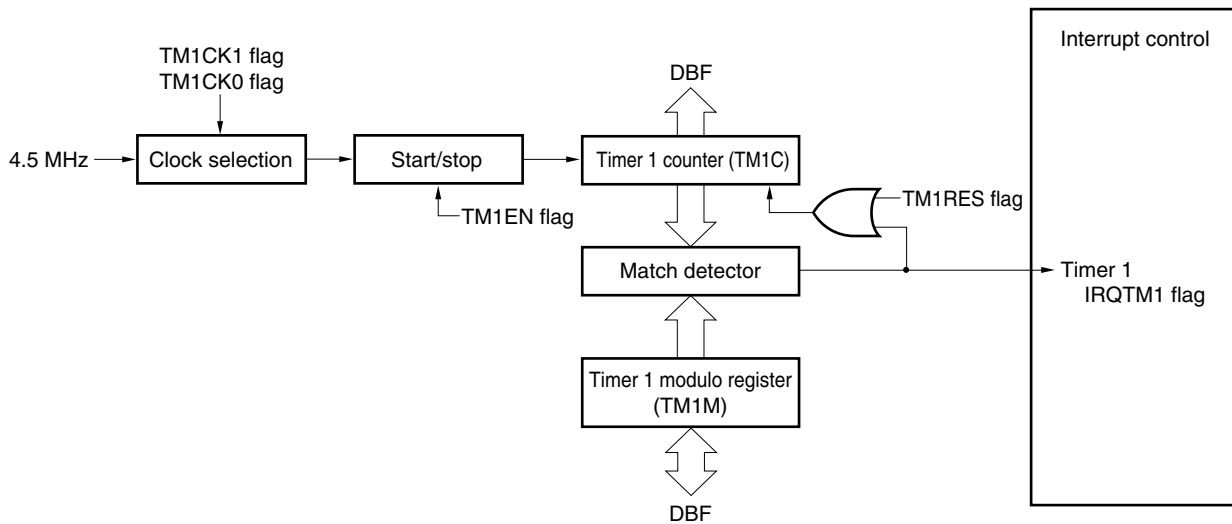 Interrupt control
TM1CK1 flag
TM1CK0 flag
DBF
4.5 MHz
Clock selection
Start/stop
Timer 1 counter (TM1C)
TM1RES flag
TM1EN flag
Match detector
Timer 1
IRQTM1 flag
Timer 1 modulo register
(TM1M)
DBF